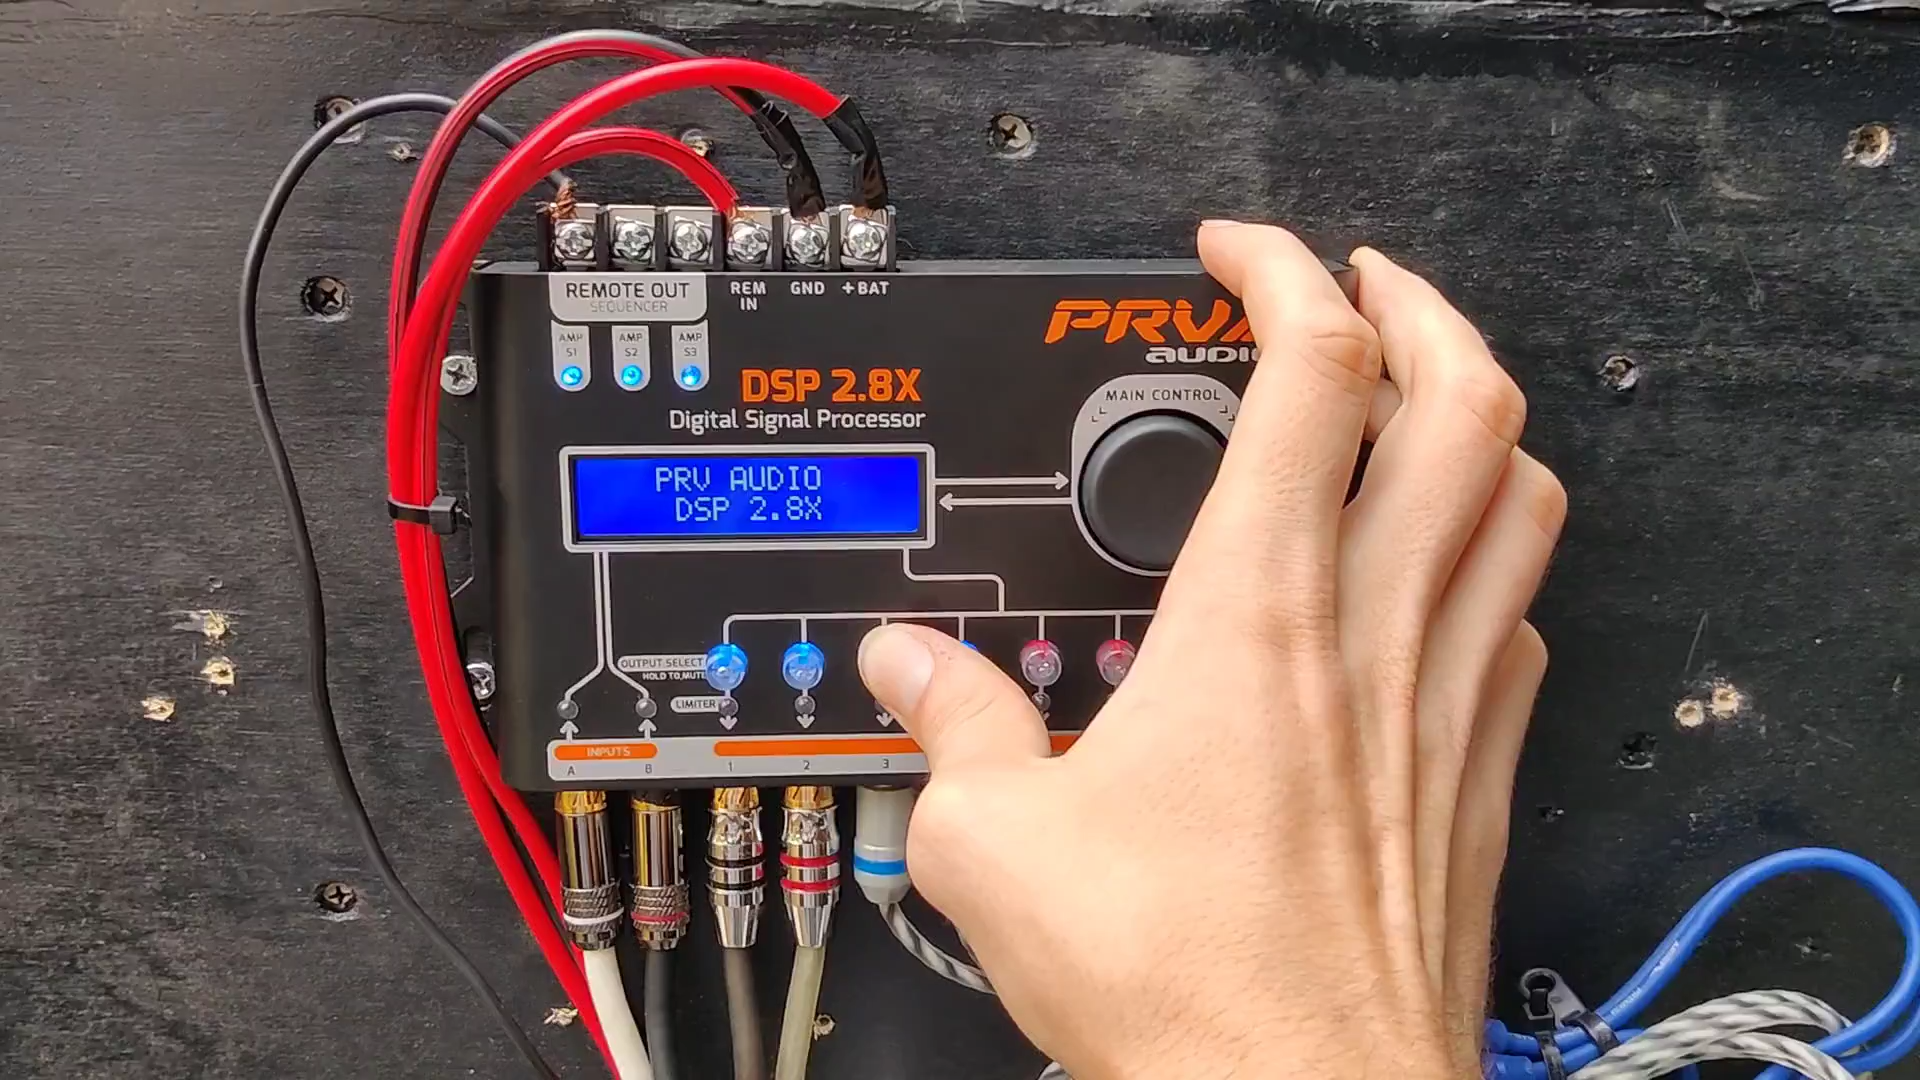 REMOTE OUT
SEQUENCER
REM
IN
GND
+BAT
AMP
S1
AMP
S2
AMP
S3
PRV
AUDIO
DSP 2.8X
Digital Signal Processor
MAIN CONTROL
PRV AUDIO
DSP 2.8X
OUTPUT SELECT
HOLD TO MUTE
LIMITER
INPUTS
A
B
1
2
3